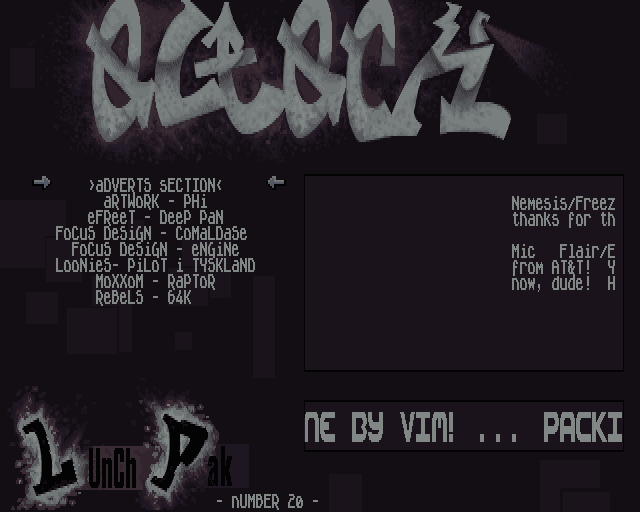 >aDVERTS sECTION<
aRTWoRK - PHi
eFReeT - DeeP PaN
FoCuS DeSiGN - CoMaLDaSe
FoCuS DeSiGN - eNGiNe
LooNieS- PiLoT i TYSKLaND
MoXXoM - RaPToR
ReBeLS - 64K
Nemesis/Freez
thanks for th
Mic   Flair/E
from AT&T!  Y
now, dude!  H
NE BY VIM! ... PACKI
LUnCh Pak
- nUMBER 20 -